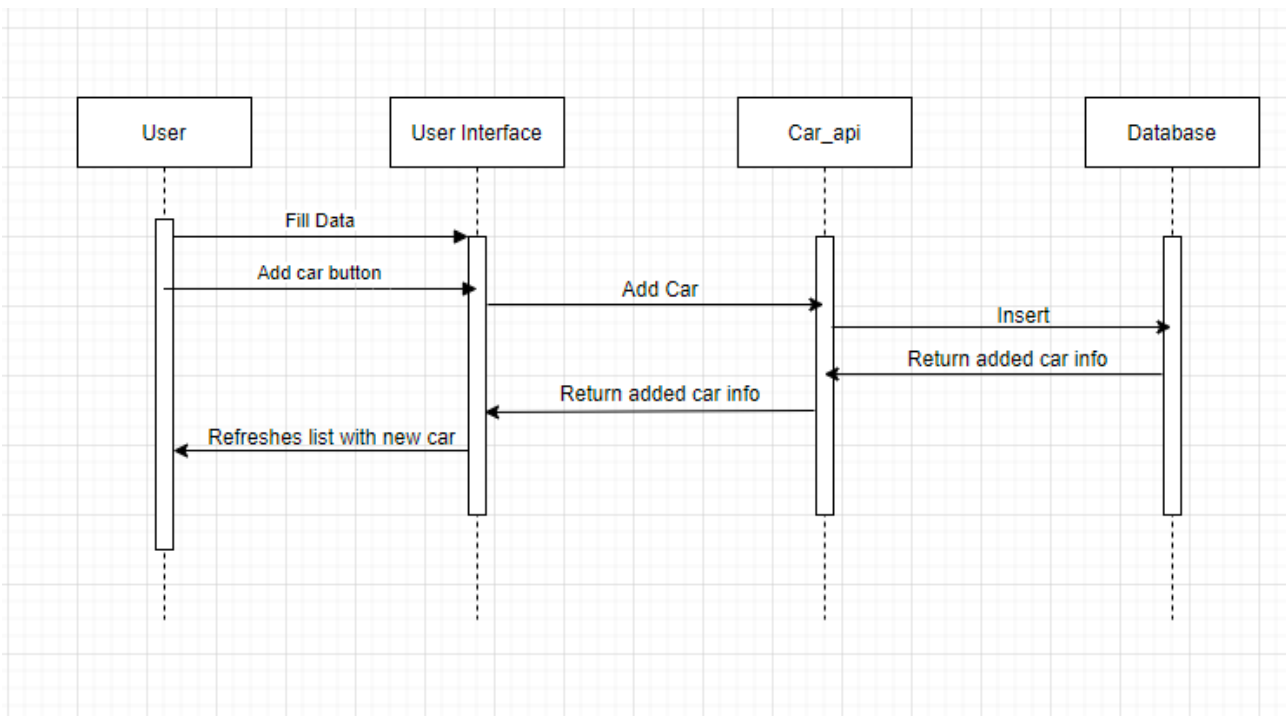 User
User Interface
Car_api
Database
Fill Data
Add car button
Add Car
Insert
Return added car info
Return added car info
Refreshes list with new car